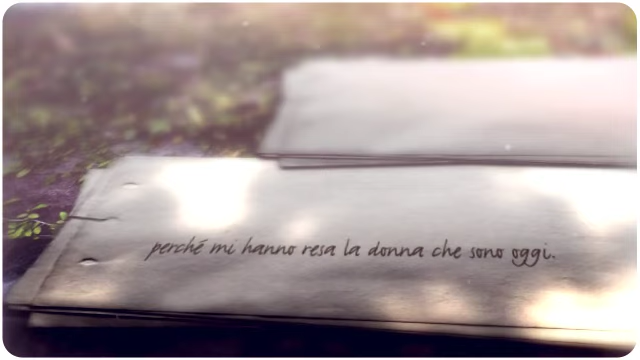 perché mi hanno resa la donna che sono oggi.